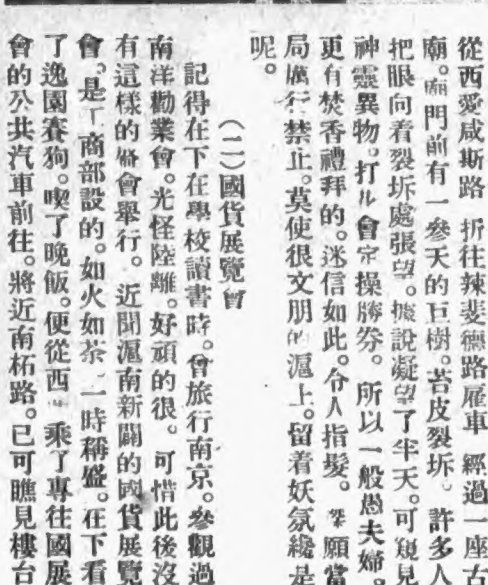 從西愛咸斯路 折往辣斐德路雇車 經過一座古
廟。廟門前有一參天的巨樹。苔皮裂坼。許多人
把眼向着裂坼處張望。據說凝望了半天。可窺見
神靈異物。打 會定操勝券。 所以一般愚夫婦。
更有焚香禮拜的。迷信如此。令人指髮。 願當
局厲行禁止。莫使很文明的滬上。留着妖氛纔是
呢。
（二）國貨展覽會
記得在下在學校讀書時。曾旅行南京。參觀過
南洋勸業會。光怪陸離。好頑的很。 可惜此後沒
有這樣的 會舉行。 近聞滬南新闢的國貨展覽
會。是 商部設的。如火如荼。一時稱盛。在下看
了逸園賽狗。喫了晚飯。便從西 乘了專往國展
會的公共汽車前往。將近南柘路。已可瞧見樓台